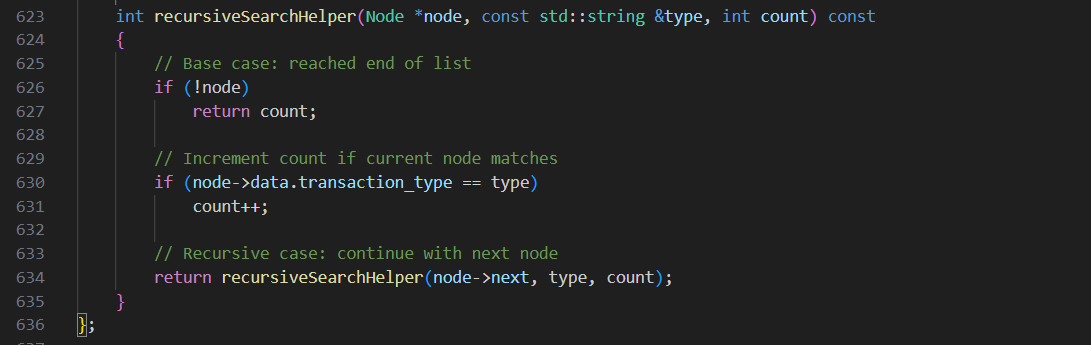 623 int recursiveSearchHelper(Node *node, const std::string &type, int count) const
624 {
625 // Base case: reached end of list
626 if (!node)
627 return count;
628
629 // Increment count if current node matches
630 if (node->data.transaction_type == type)
631 count++;
632
633 // Recursive case: continue with next node
634 return recursiveSearchHelper(node->next, type, count);
635 }
636 };